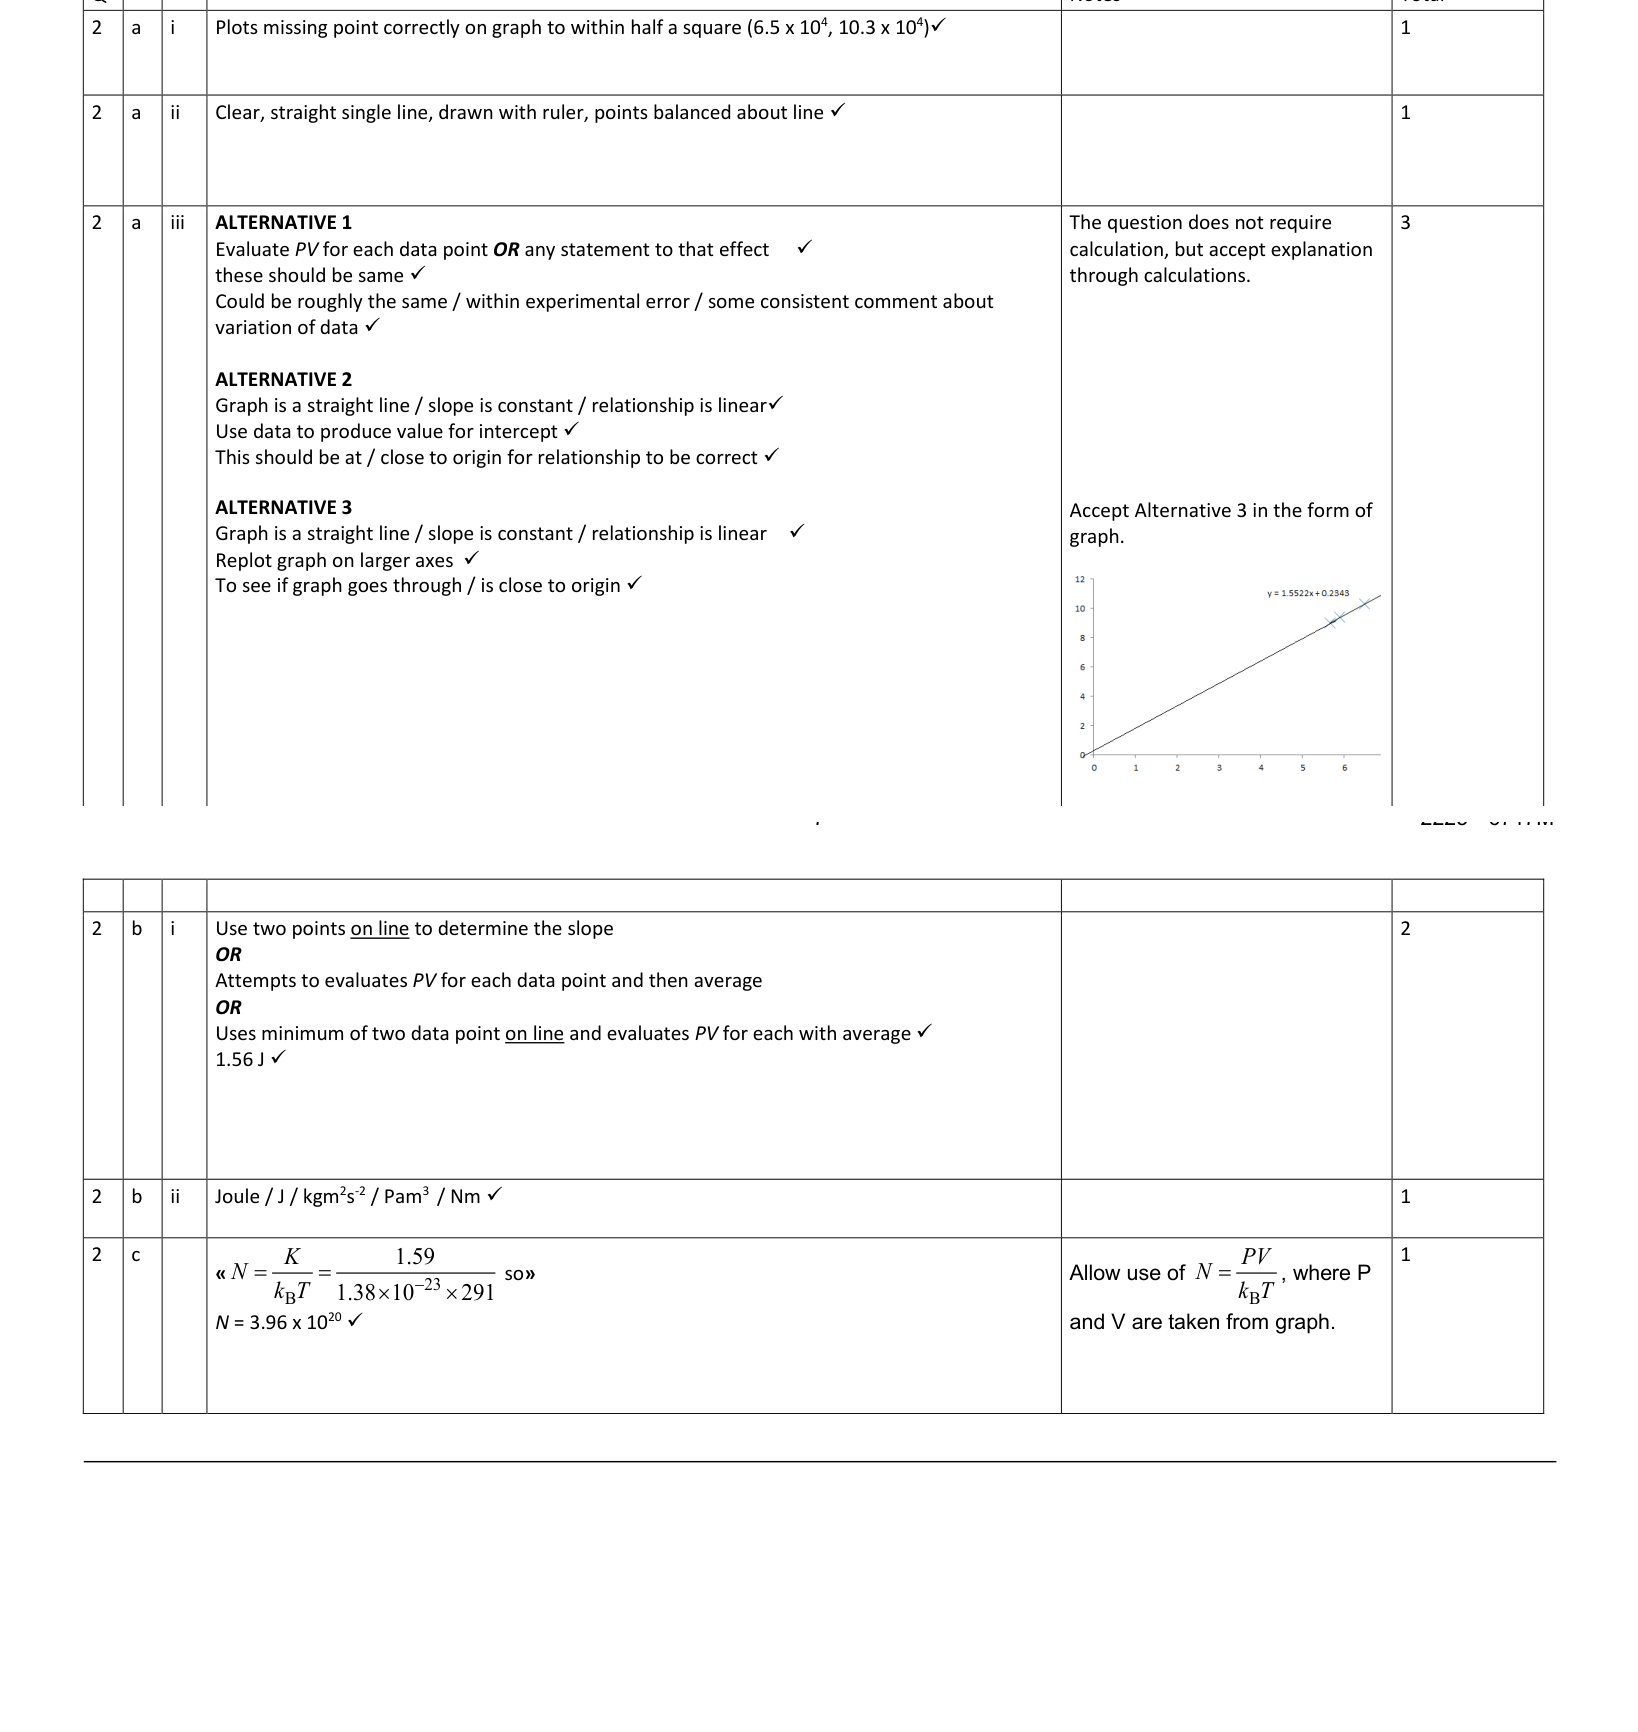 2 a i Plots missing point correctly on graph to within half a square (6.5 x 10⁴, 10.3 x 10⁴)✓ 1
2 a ii Clear, straight single line, drawn with ruler, points balanced about line ✓ 1
2 a iii ALTERNATIVE 1 The question does not require 3
Evaluate PV for each data point OR any statement to that effect ✓ calculation, but accept explanation
these should be same ✓ through calculations.
Could be roughly the same / within experimental error / some consistent comment about
variation of data ✓
ALTERNATIVE 2
Graph is a straight line / slope is constant / relationship is linear✓
Use data to produce value for intercept ✓
This should be at / close to origin for relationship to be correct ✓
ALTERNATIVE 3
Accept Alternative 3 in the form of
Graph is a straight line / slope is constant / relationship is linear ✓
graph.
Replot graph on larger axes ✓
To see if graph goes through / is close to origin ✓
12
y = 1.5522x + 0.2343
10
8
6
4
2
0
0 1 2 3 4 5 6
2 b i Use two points on line to determine the slope 2
OR
Attempts to evaluates PV for each data point and then average
OR
Uses minimum of two data point on line and evaluates PV for each with average ✓
1.56 J ✓
2 b ii Joule / J / kgm²s⁻² / Pam³ / Nm ✓ 1
2 c « N = K/(k_BT) = 1.59/(1.38×10⁻²³×291) so» Allow use of N = PV/(k_BT), where P 1
N = 3.96 x 10²⁰ ✓ and V are taken from graph.